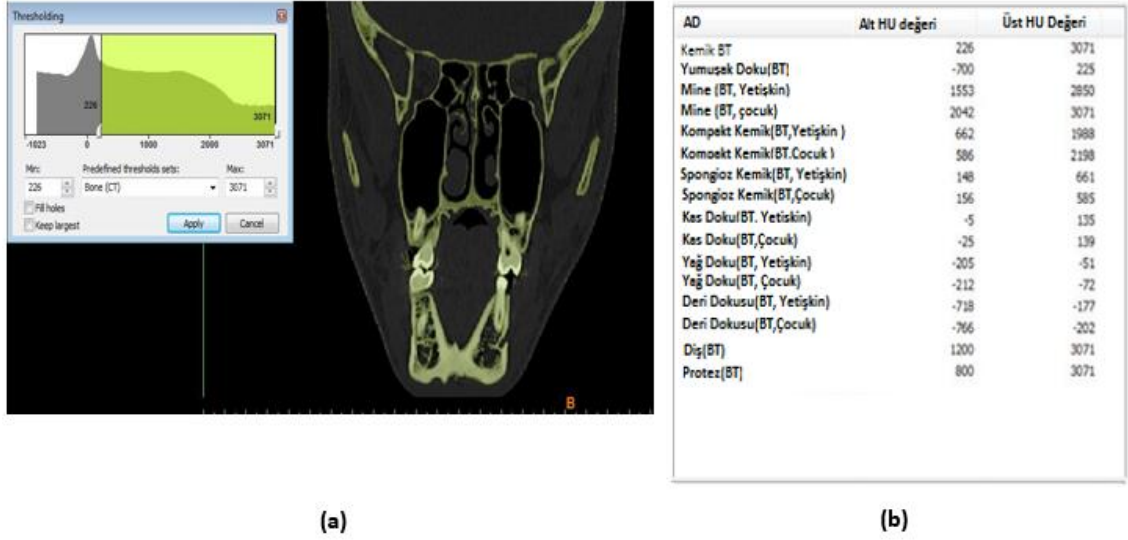 Thresholding
226
3071
-1023 0 1000 2000 3071
Min: Predefined thresholds sets: Max:
226 Bone (CT) 3071
Fill holes
Keep largest
Apply Cancel
B
(a)
AD Alt HU değeri Üst HU Değeri
Kemik BT 226 3071
Yumuşak Doku(BT) -700 225
Mine (BT, Yetişkin) 1553 2850
Mine (BT, çocuk) 2042 3071
Kompakt Kemik(BT,Yetişkin ) 662 1988
Kompakt Kemik(BT.Cocuk ) 586 2198
Spongioz Kemik(BT, Yetişkin) 148 661
Spongioz Kemik(BT,Çocuk) 156 585
Kas Doku(BT. Yetişkin) -5 135
Kas Doku(BT,Çocuk) -25 139
Yağ Doku(BT, Yetişkin) -205 -51
Yağ Doku(BT, Çocuk) -212 -72
Deri Dokusu(BT, Yetişkin) -718 -177
Deri Dokusu(BT,Çocuk) -766 -202
Diş(BT) 1200 3071
Protez(BT) 800 3071
(b)